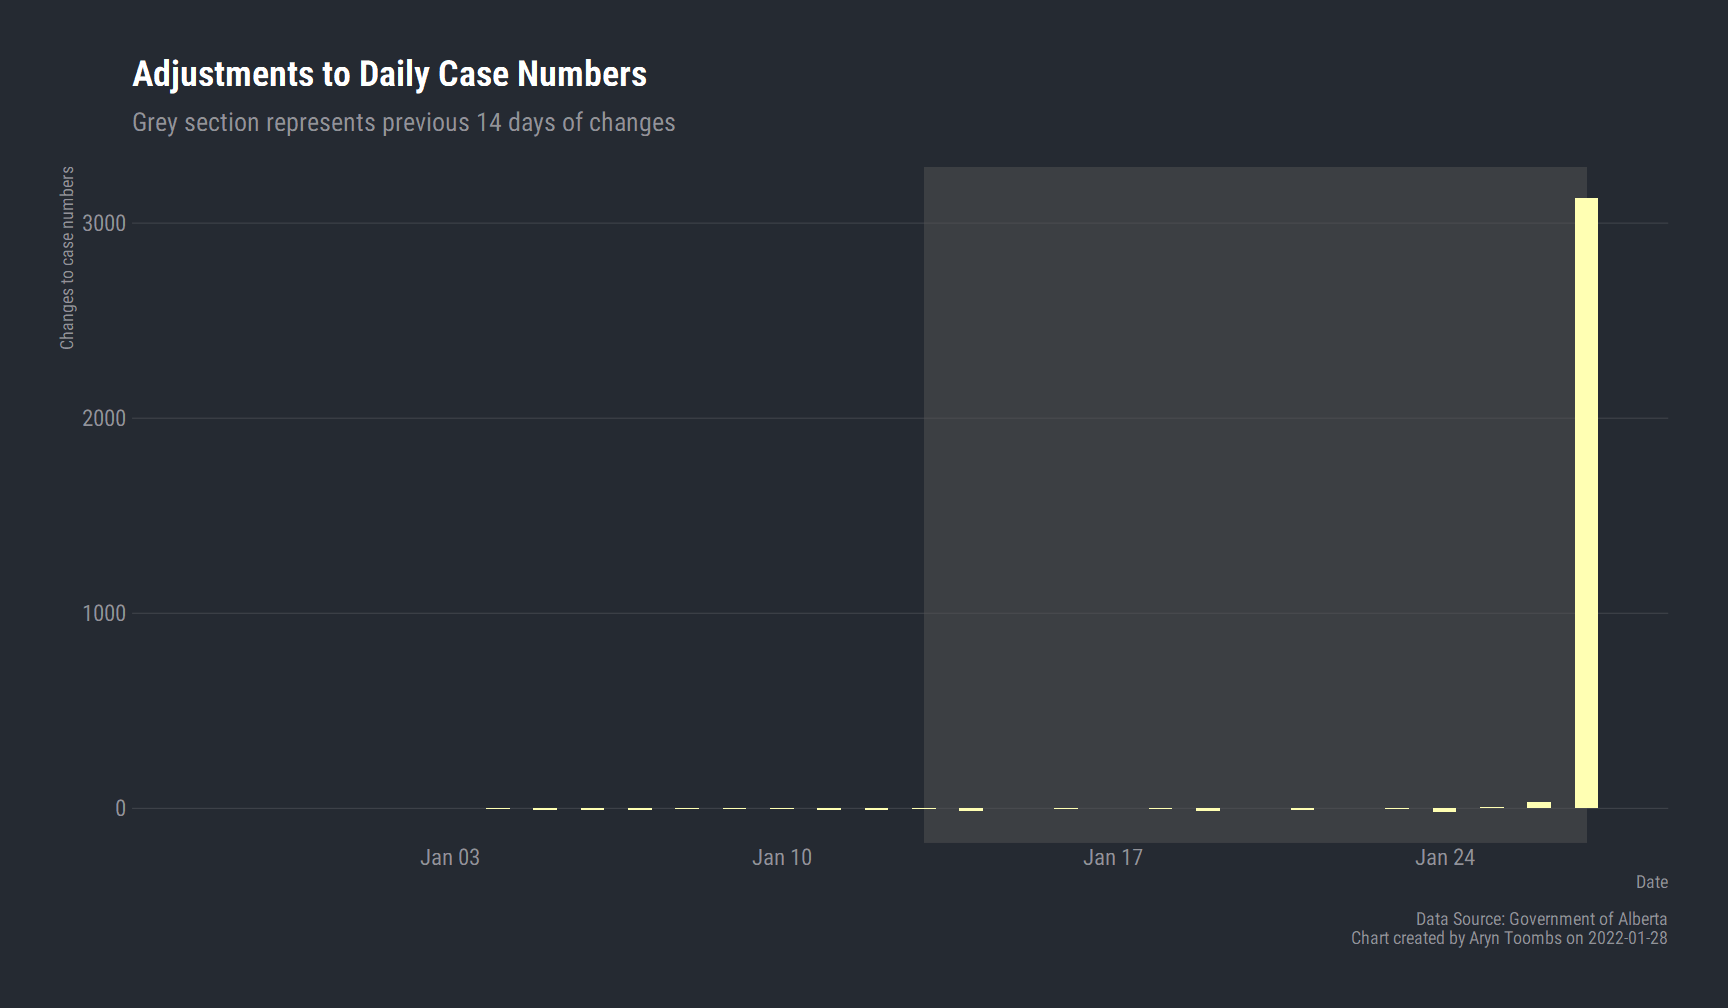 Adjustments to Daily Case Numbers
Grey section represents previous 14 days of changes
Changes to case numbers
3000
2000
1000
0
Jan 03
Jan 10
Jan 17
Jan 24
Date
Data Source: Government of Alberta
Chart created by Aryn Toombs on 2022-01-28